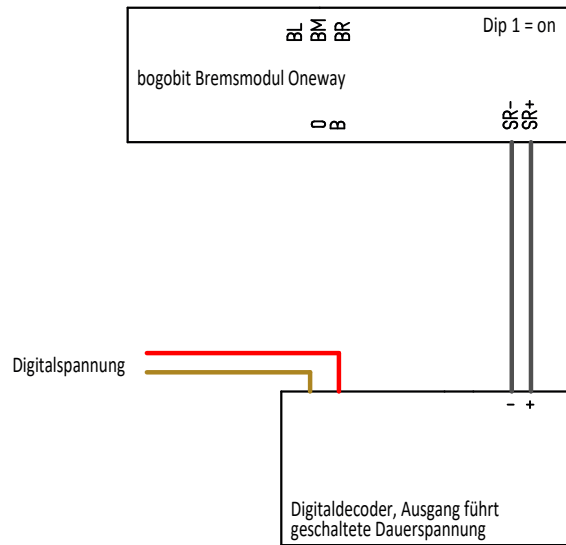 BL BM BR
Dip 1 = on
bogobit Bremsmodul Oneway
0 B
SR- SR+
Digitalspannung
- +
Digitaldecoder, Ausgang führt
geschaltete Dauerspannung